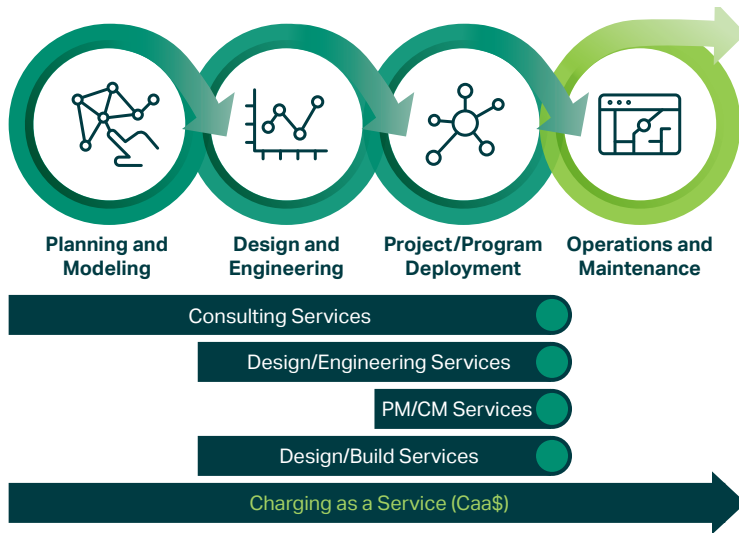 Planning and
Modeling
Design and
Engineering
Project/Program
Deployment
Operations and
Maintenance
Consulting Services
Design/Engineering Services
PM/CM Services
Design/Build Services
Charging as a Service (Caa$)